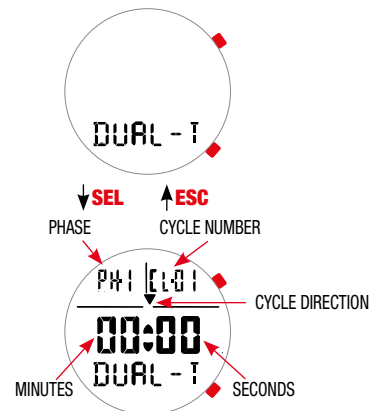 DUAL - T
SEL ESC
PHASE CYCLE NUMBER
PH1 CL01
CYCLE DIRECTION
00:00
DUAL - T
MINUTES SECONDS